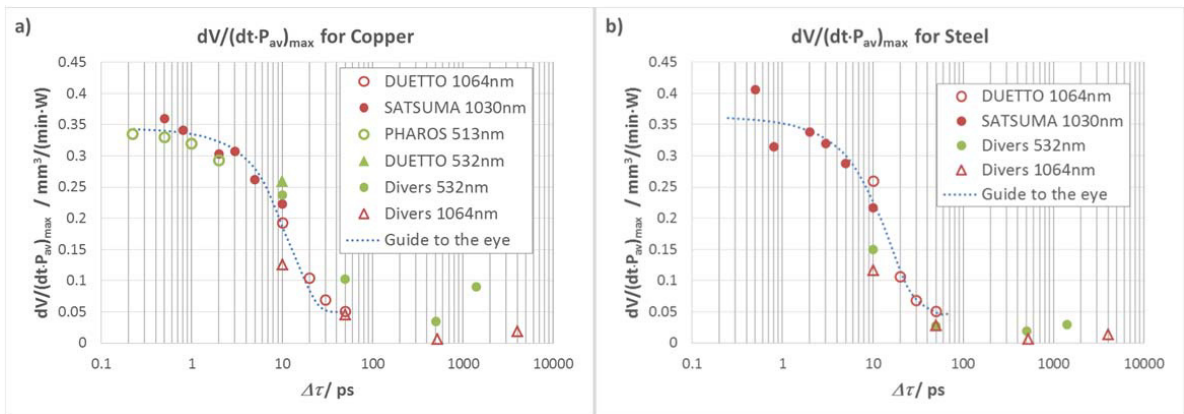 a)
dV/(dt·Pav)max for Copper
dV/(dt·Pav)max / mm³/(min·W)
0.45
0.4
0.35
0.3
0.25
0.2
0.15
0.1
0.05
0
DUETTO 1064nm
SATSUMA 1030nm
PHAROS 513nm
DUETTO 532nm
Divers 532nm
Divers 1064nm
Guide to the eye
0.1 1 10 100 1000 10000
Δτ/ ps
b)
dV/(dt·Pav)max for Steel
dV/(dt·Pav)max / mm³/(min·W)
0.45
0.4
0.35
0.3
0.25
0.2
0.15
0.1
0.05
0
DUETTO 1064nm
SATSUMA 1030nm
Divers 532nm
Divers 1064nm
Guide to the eye
0.1 1 10 100 1000 10000
Δτ/ ps